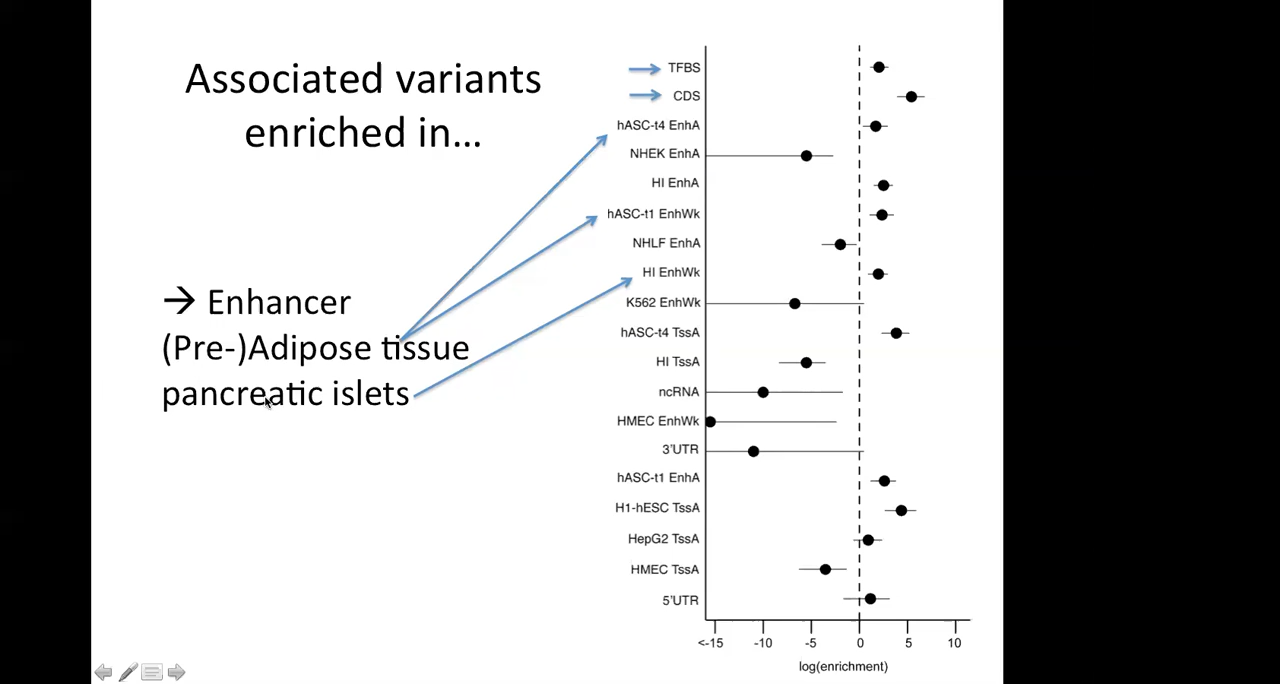 Associated variants
enriched in…
→ Enhancer
(Pre-)Adipose tissue
pancreatic islets
TFBS
CDS
hASC-t4 EnhA
NHEK EnhA
HI EnhA
hASC-t1 EnhWk
NHLF EnhA
HI EnhWk
K562 EnhWk
hASC-t4 TssA
HI TssA
ncRNA
HMEC EnhWk
3'UTR
hASC-t1 EnhA
H1-hESC TssA
HepG2 TssA
HMEC TssA
5'UTR
<-15 -10 -5 0 5 10
log(enrichment)